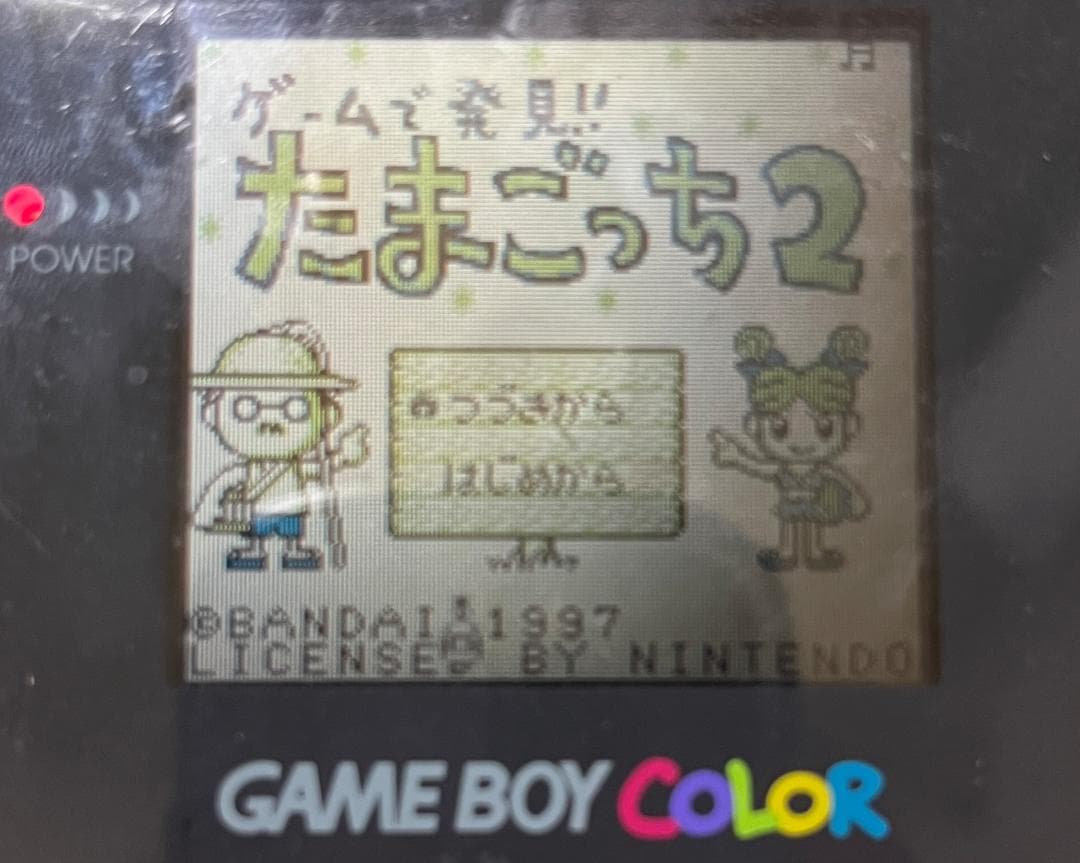 ゲームで発見!!
たまごっち2
POWER
つづきから
はじめから
©BANDAI 1997
LICENSED BY NINTENDO
GAME BOY COLOR